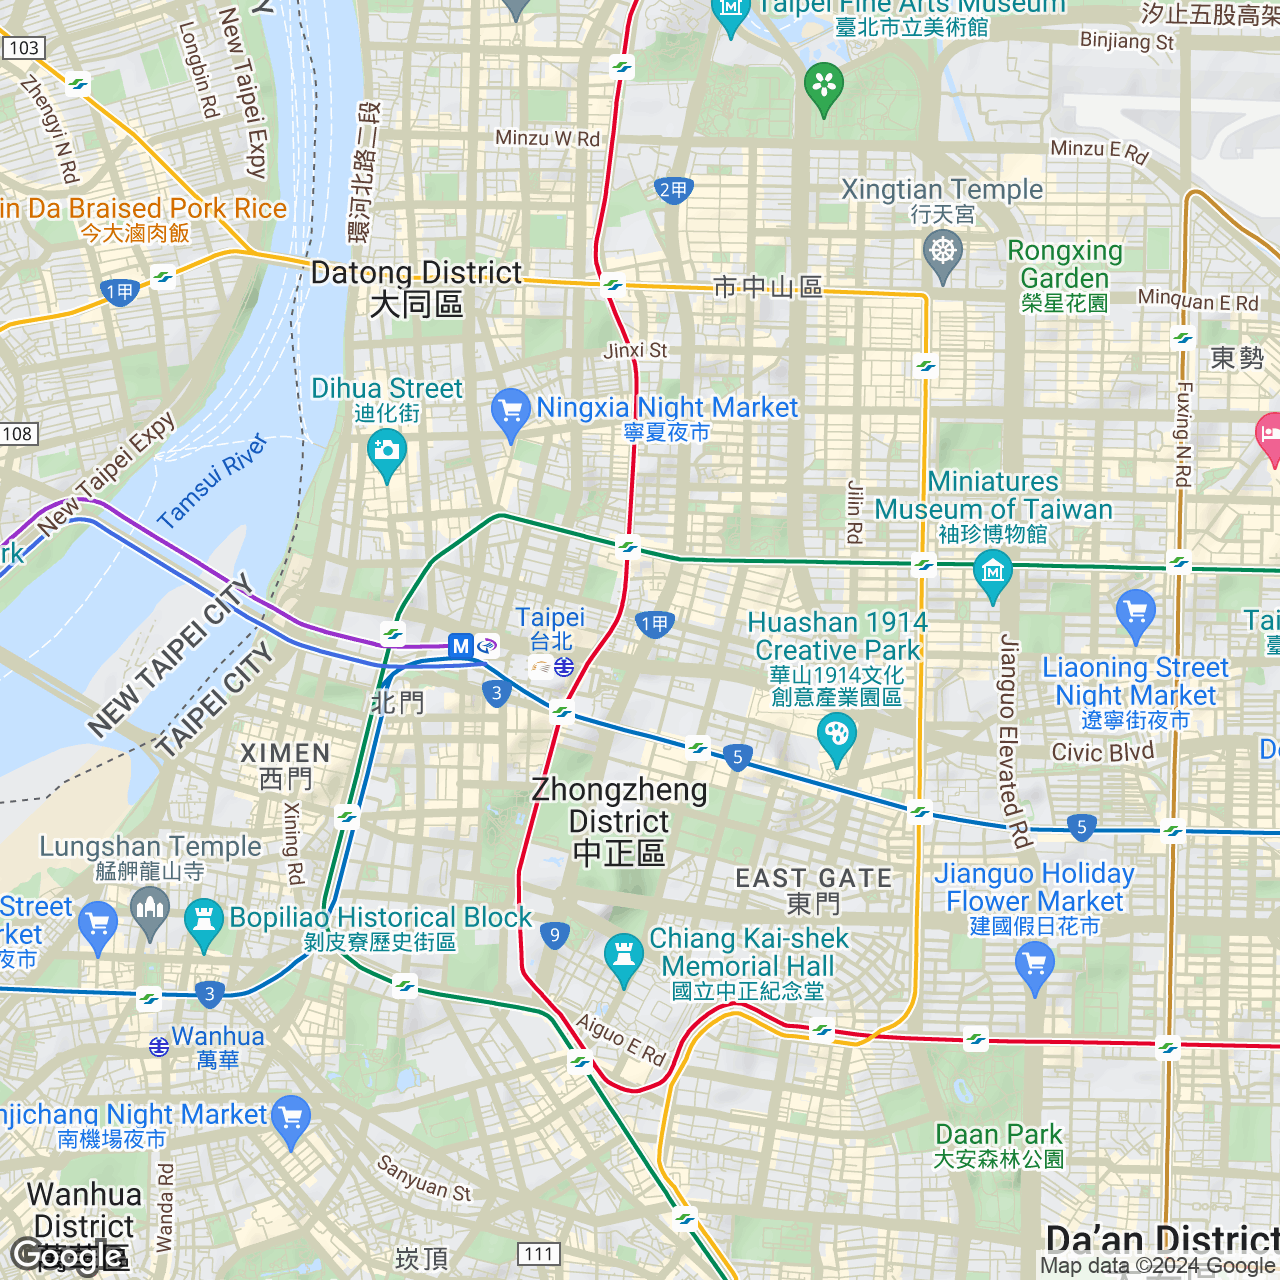 Taipei Fine Arts Museum
臺北市立美術館
汐止五股高架
Binjiang St
103
Zhengyi N Rd
Longbin Rd
New Taipei Expy
環河北路二段
Minzu W Rd
Minzu E Rd
2甲
Xingtian Temple
行天宮
in Da Braised Pork Rice
今大滷肉飯
Rongxing
Garden
榮星花園
Datong District
大同區
1甲
市中山區
Minquan E Rd
Jinxi St
東勢
Dihua Street
迪化街
Ningxia Night Market
寧夏夜市
Fuxing N Rd
108
New Taipei Expy
Tamsui River
Jilin Rd
Miniatures
Museum of Taiwan
袖珍博物館
rk
NEW TAIPEI CITY
TAIPEI CITY
Taipei
台北
M
1甲
Huashan 1914
Creative Park
華山1914文化
創意產業園區
Tai
Jianguo Elevated Rd
Liaoning Street
Night Market
遼寧街夜市
3
北門
XIMEN
西門
5
Civic Blvd
De
Zhongzheng
District
中正區
Xining Rd
5
Lungshan Temple
艋舺龍山寺
EAST GATE
東門
Jianguo Holiday
Flower Market
建國假日花市
Street
rket
夜市
Bopiliao Historical Block
剝皮寮歷史街區
9
Chiang Kai-shek
Memorial Hall
國立中正紀念堂
3
Wanhua
萬華
Aiguo E Rd
njichang Night Market
南機場夜市
Daan Park
大安森林公園
Sanyuan St
Wanda Rd
Wanhua
District
萬華區
Google
崁頂
111
Da’an District
Map data ©2024 Google